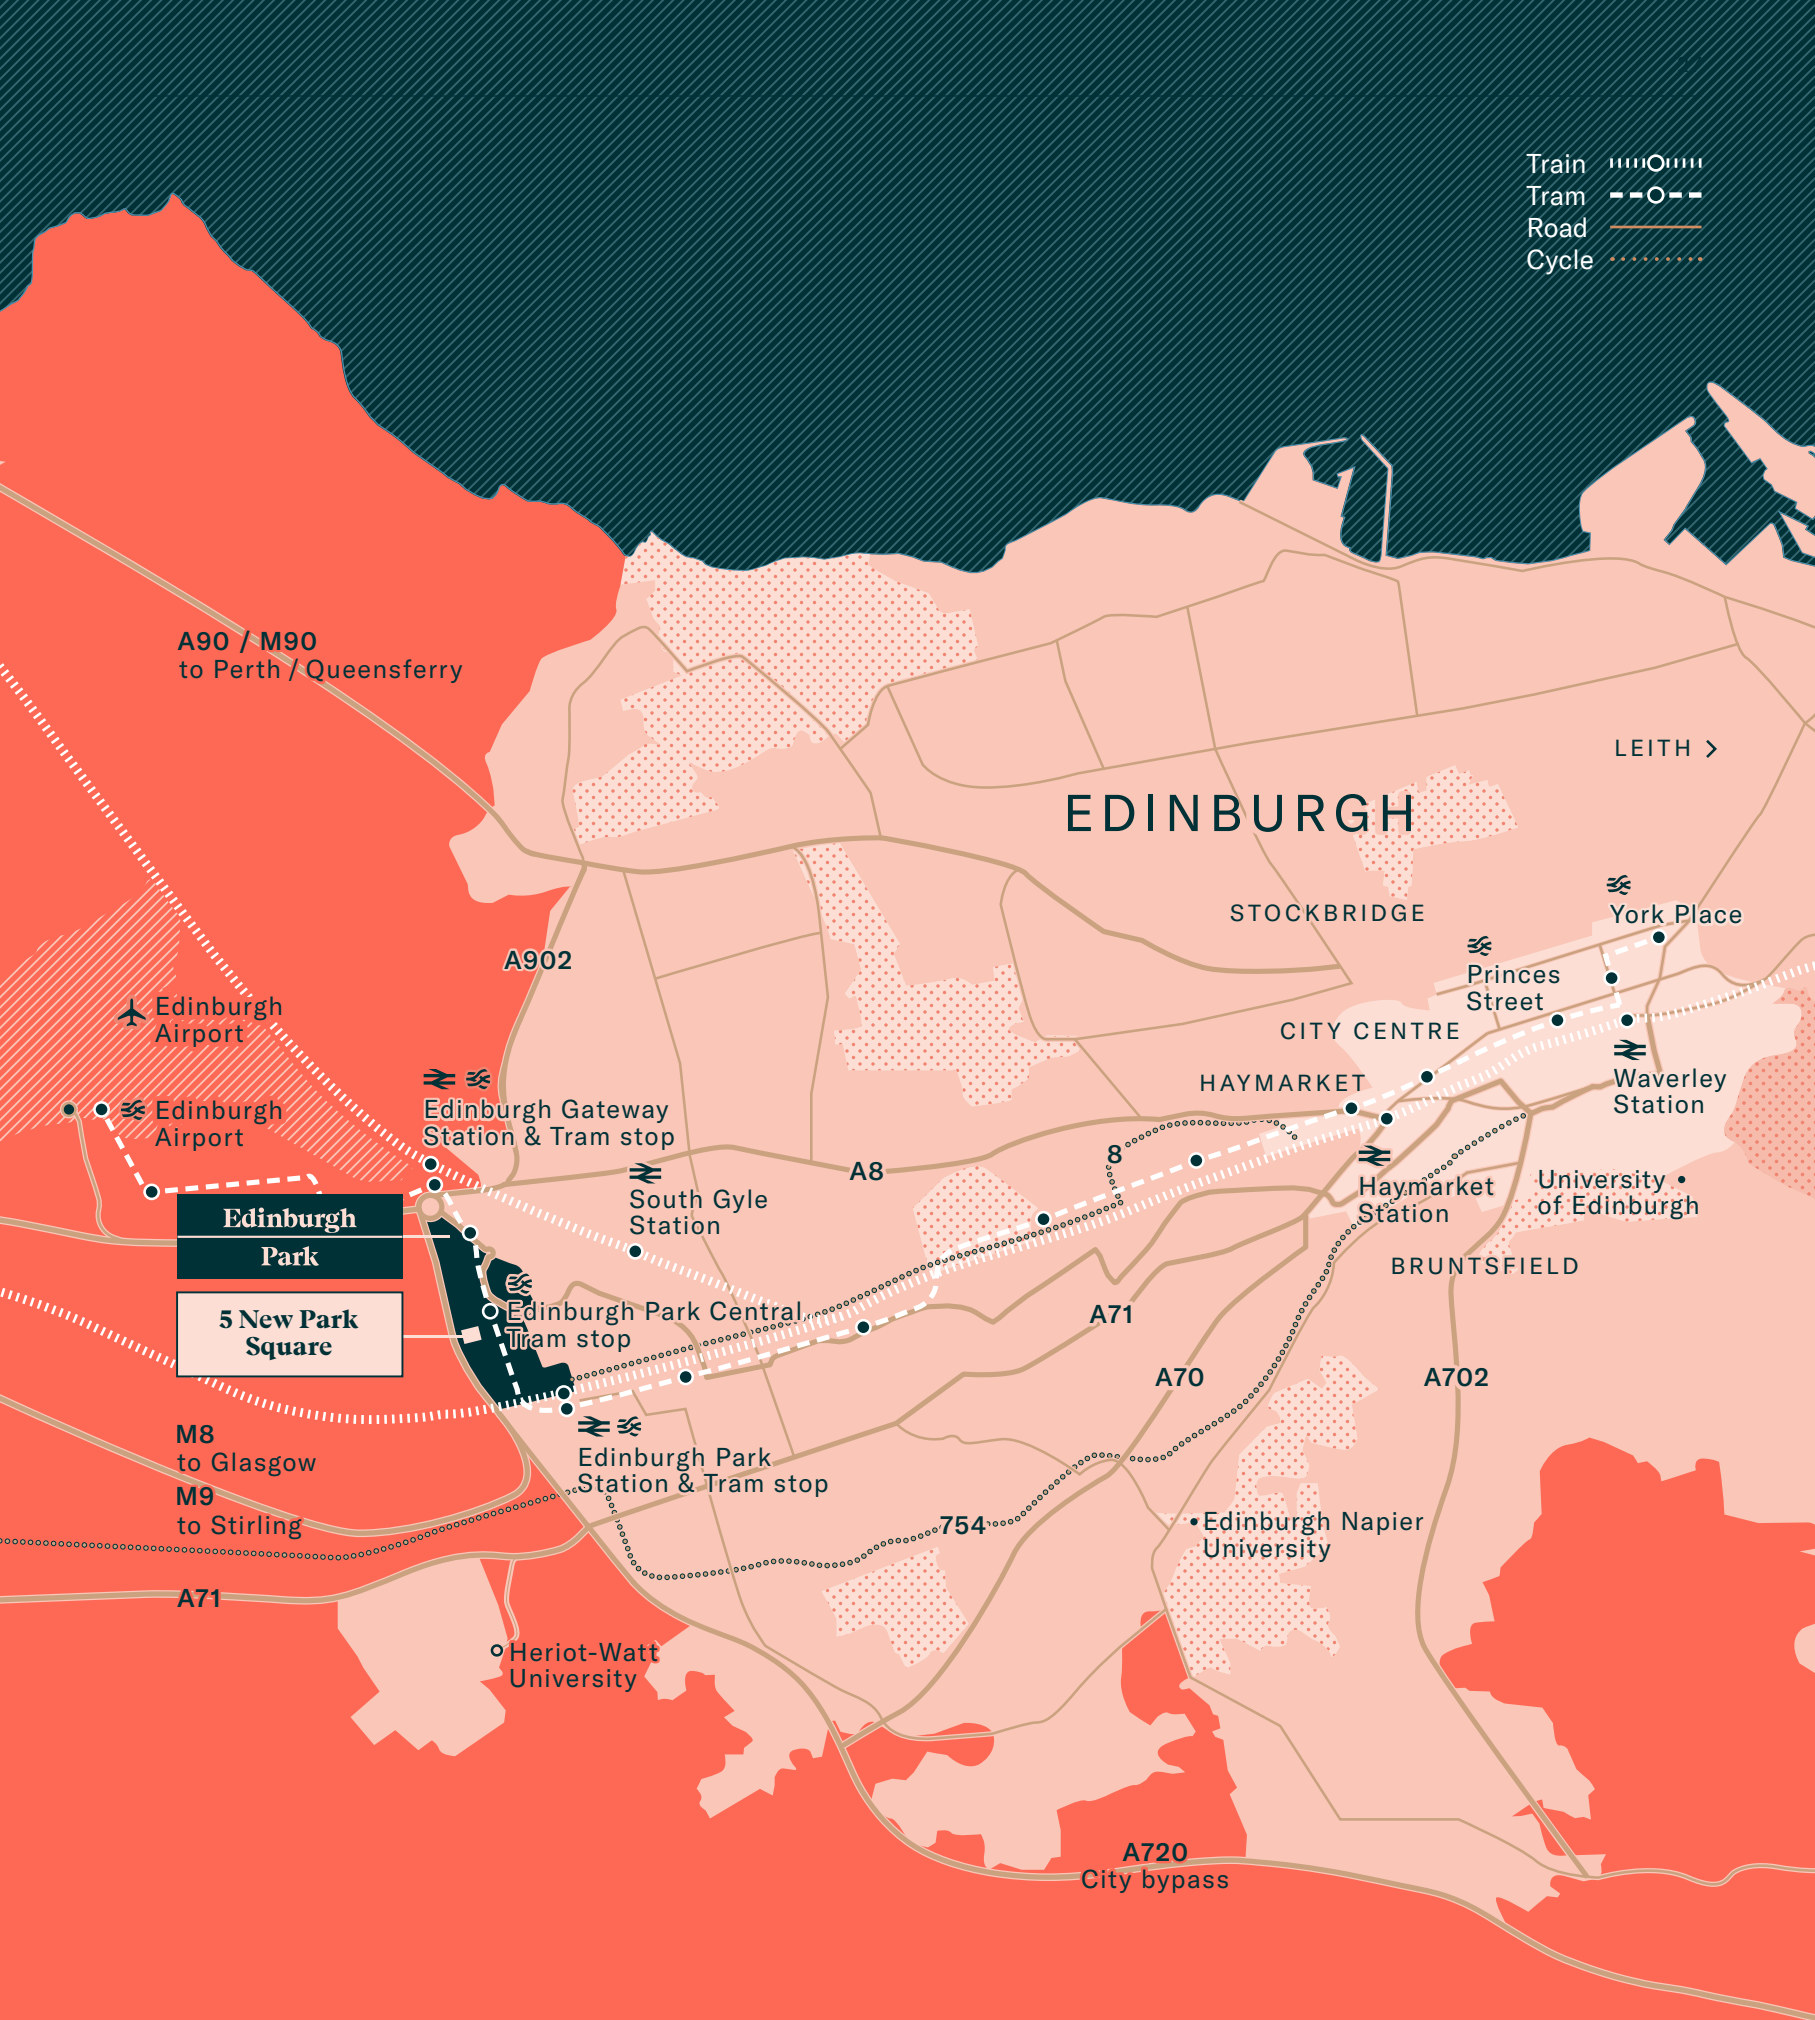 Train
Tram
Road
Cycle
A90 / M90
to Perth / Queensferry
LEITH
EDINBURGH
STOCKBRIDGE
York Place
A902
Princes
Street
Edinburgh
Airport
CITY CENTRE
HAYMARKET
Waverley
Station
Edinburgh
Airport
Edinburgh Gateway
Station & Tram stop
8
A8
South Gyle
Station
Haymarket
Station
University
of Edinburgh
Edinburgh
Park
BRUNTSFIELD
Edinburgh Park Central
Tram stop
5 New Park
Square
A71
A70
A702
M8
to Glasgow
Edinburgh Park
Station & Tram stop
M9
to Stirling
754
Edinburgh Napier
University
A71
Heriot-Watt
University
A720
City bypass